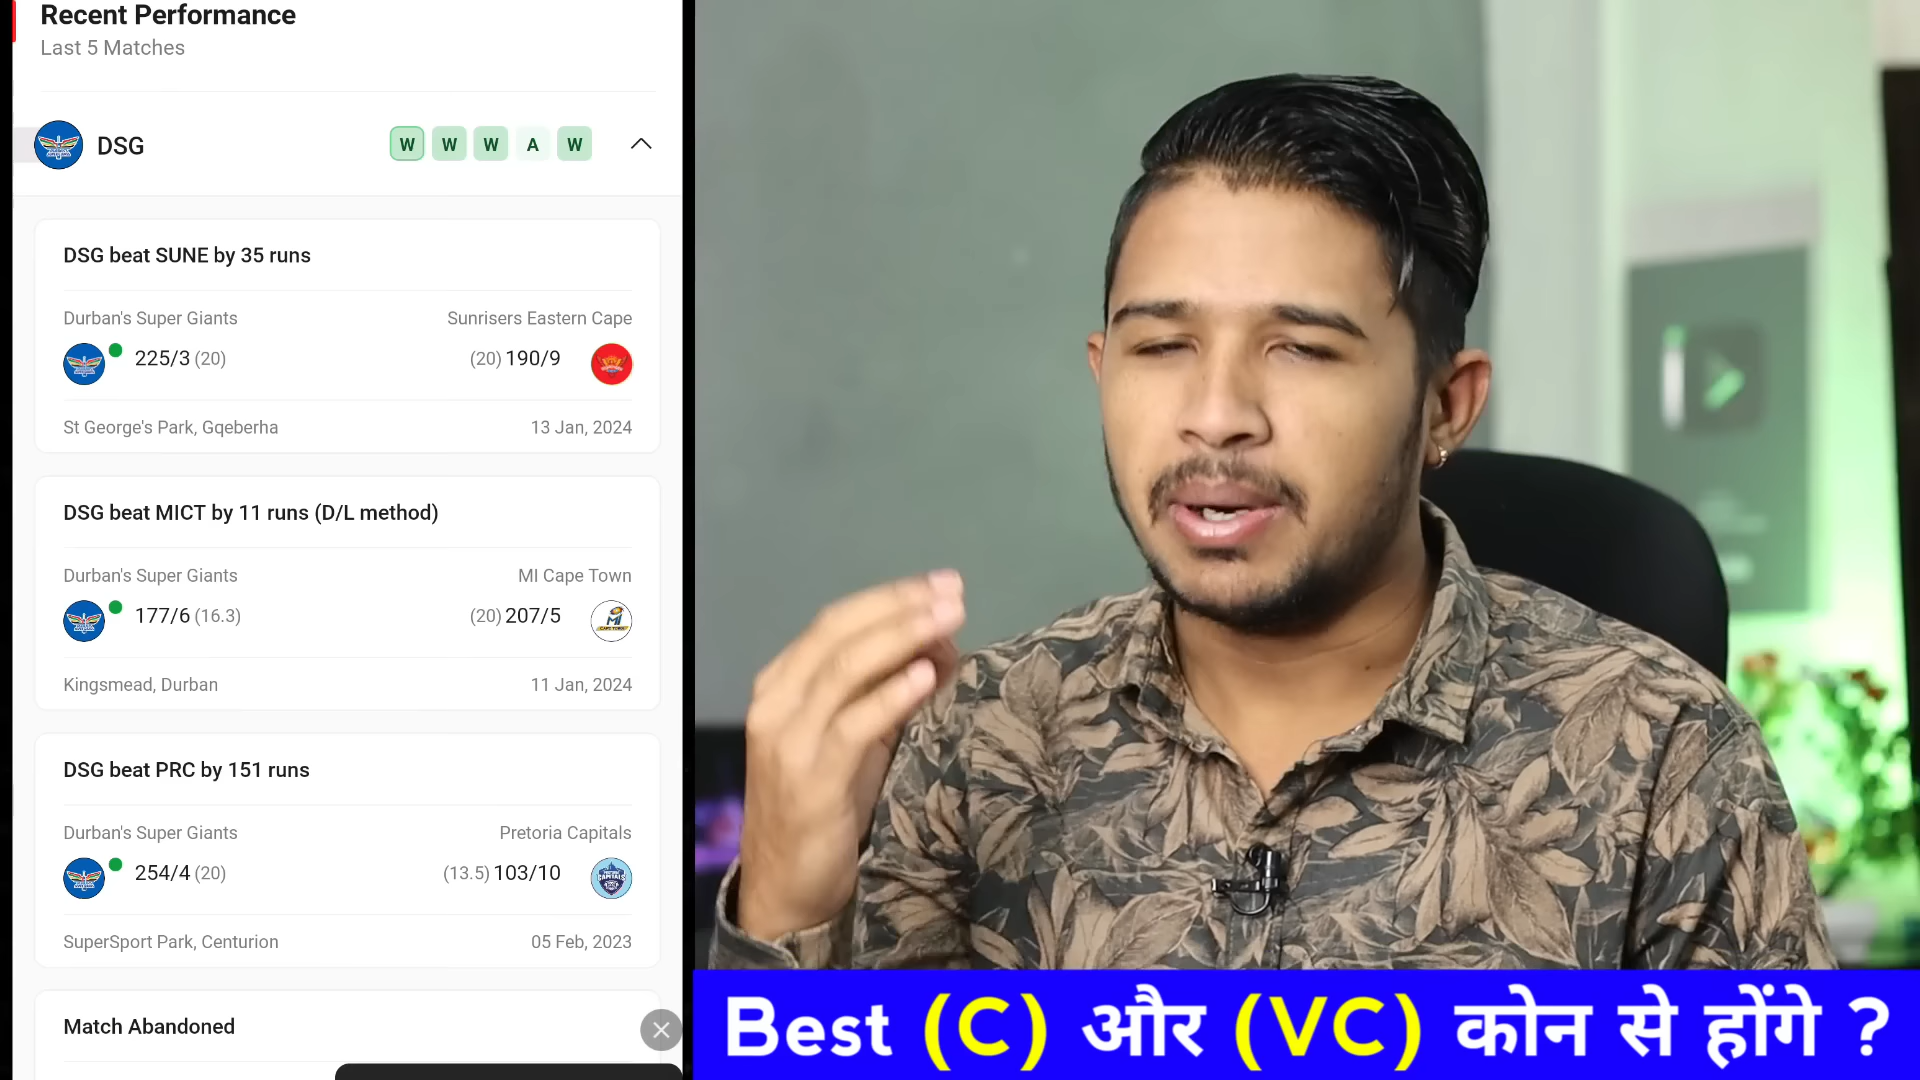 Recent Performance
Last 5 Matches
DSG
W W W A W
DSG beat SUNE by 35 runs
Durban's Super Giants
Sunrisers Eastern Cape
225/3 (20)
(20) 190/9
St George's Park, Gqeberha
13 Jan, 2024
DSG beat MICT by 11 runs (D/L method)
Durban's Super Giants
MI Cape Town
177/6 (16.3)
(20) 207/5
Kingsmead, Durban
11 Jan, 2024
DSG beat PRC by 151 runs
Durban's Super Giants
Pretoria Capitals
254/4 (20)
(13.5) 103/10
SuperSport Park, Centurion
05 Feb, 2023
Match Abandoned
Best (C) और (VC) कोन से होंगे ?